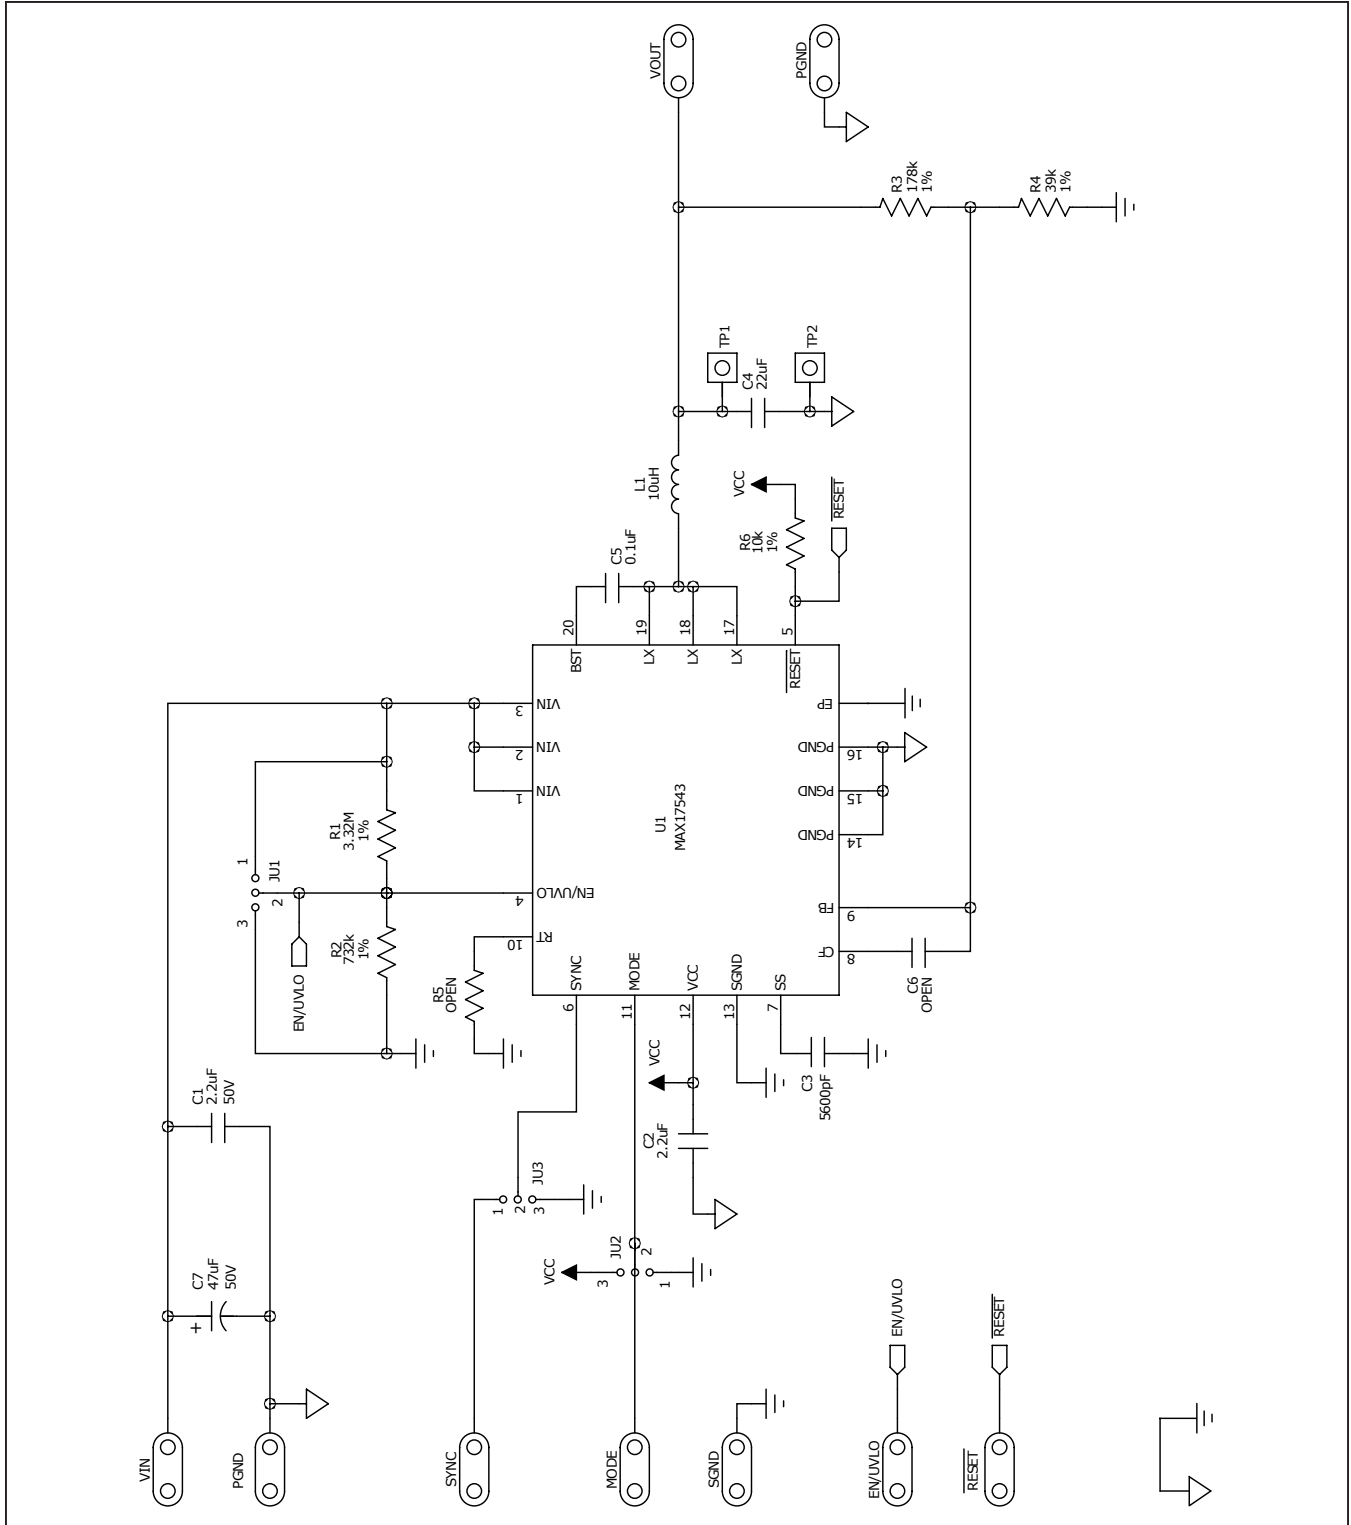 VOUT
PGND
R3
178k
1%
R4
39k
1%
TP1
C4
22uF
TP2
L1
10uH
VCC
R6
10k
1%
RESET
C5
0.1uF
20
19
18
17
5
BST
LX
LX
LX
RESET
3
VIN
2
VIN
1
VIN
4
EN/UVLO
10
RT
U1
MAX17543
EP
PGND
16
PGND
15
PGND
14
FB
9
CF
8
SYNC
MODE
VCC
SGND
SS
6
11
12
13
7
R1
3.32M
1%
1
JU1
2
3
R2
732k
1%
EN/UVLO
R5
OPEN
C6
OPEN
C1
2.2uF
50V
VCC
C3
5600pF
C2
2.2uF
JU3
1
2
3
C7
47uF
50V
+
VCC
JU2
3
2
1
EN/UVLO
RESET
VIN
PGND
SYNC
MODE
SGND
EN/UVLO
RESET